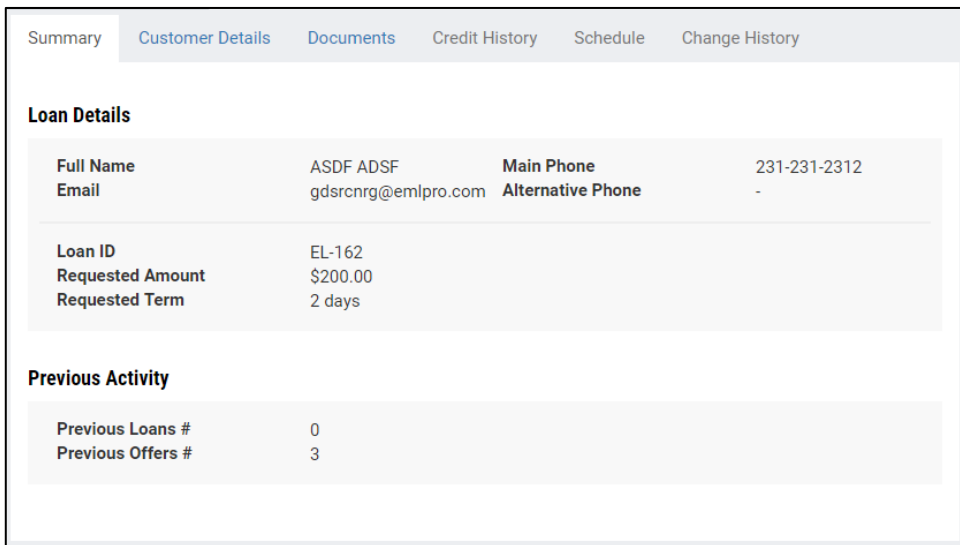 Summary Customer Details Documents Credit History Schedule Change History
Loan Details
Full Name ASDF ADSF Main Phone 231-231-2312
Email gdsrcnrg@emlpro.com Alternative Phone -
Loan ID EL-162
Requested Amount $200.00
Requested Term 2 days
Previous Activity
Previous Loans # 0
Previous Offers # 3